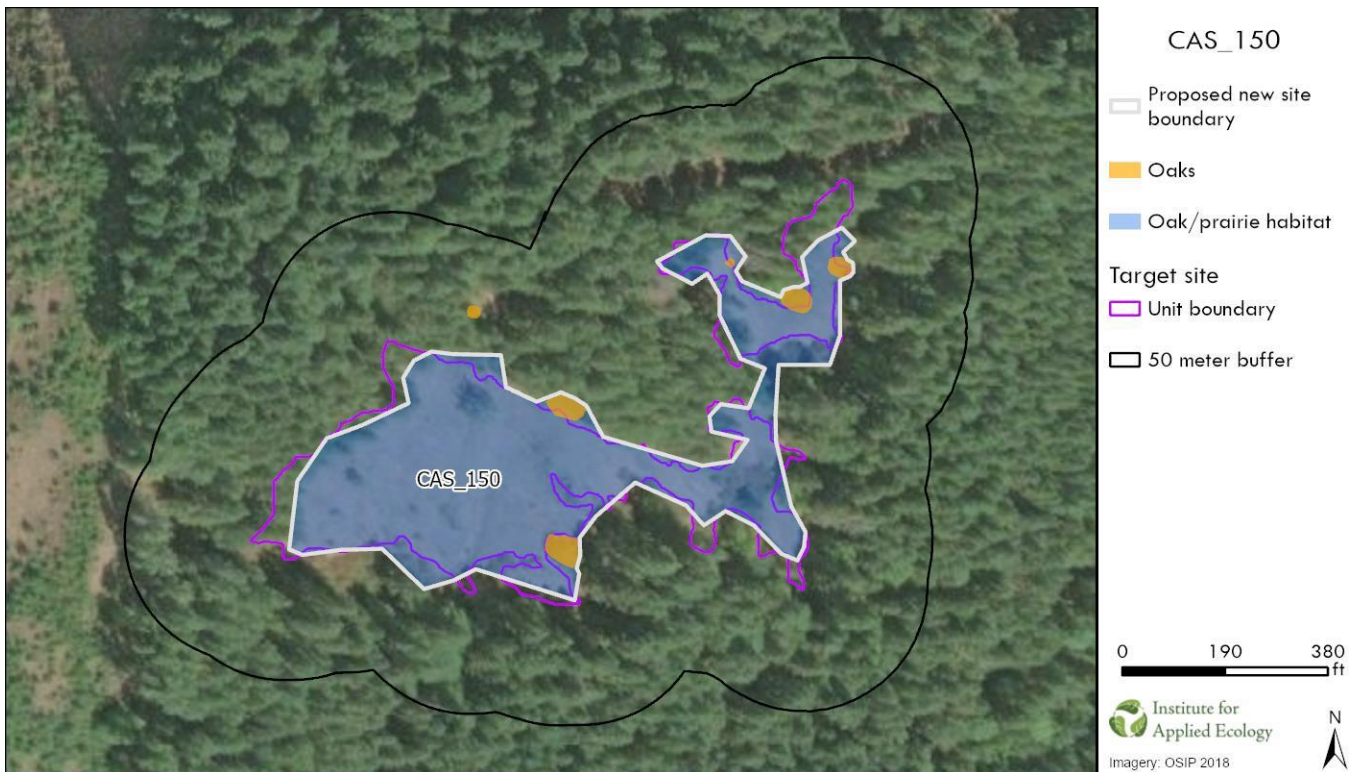 CAS_150
CAS_150
Proposed new site
boundary
Oaks
Oak/prairie habitat
Target site
Unit boundary
50 meter buffer
0 190 380
ft
Institute for
Applied Ecology
N
Imagery: OSIP 2018